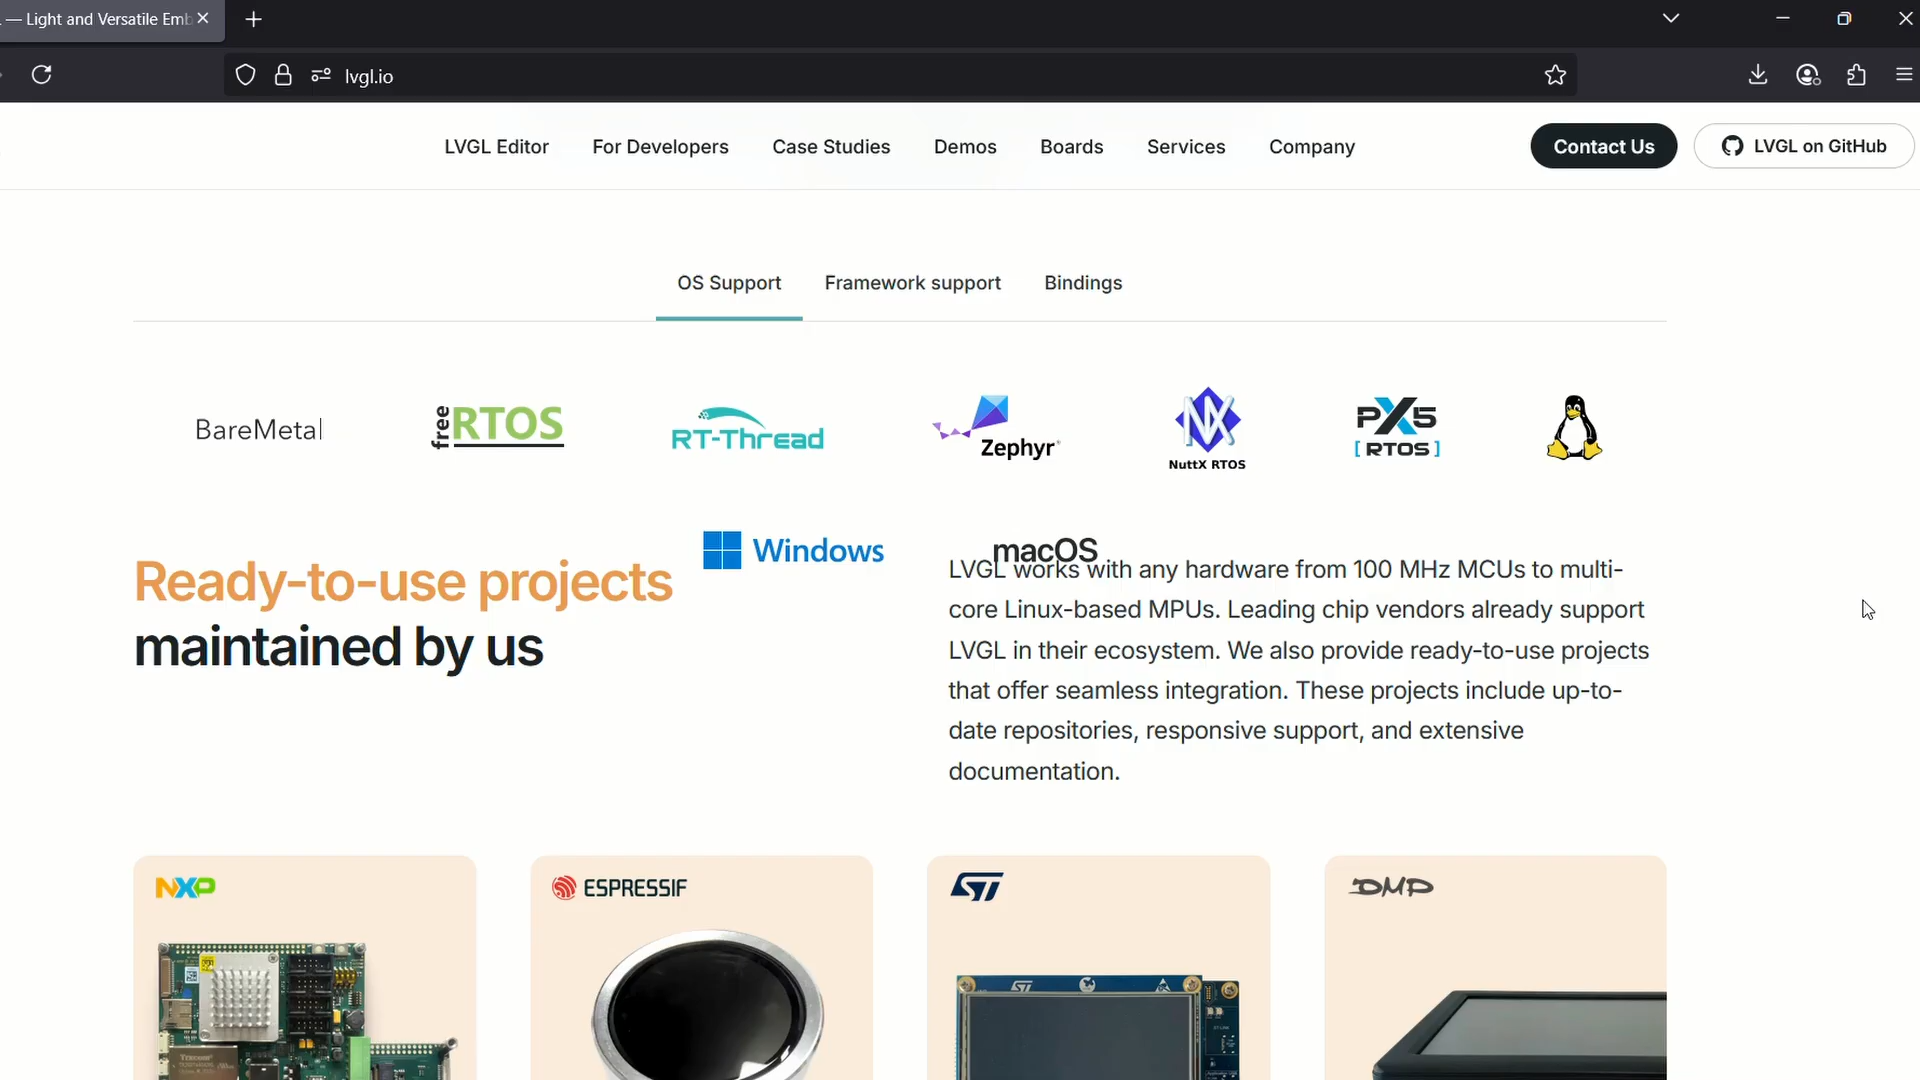 — Light and Versatile Emb
lvgl.io
LVGL Editor
For Developers
Case Studies
Demos
Boards
Services
Company
Contact Us
LVGL on GitHub
OS Support
Framework support
Bindings
BareMetal
freeRTOS
RT-Thread
Zephyr
NuttX RTOS
PX5
[RTOS]
Windows
macOS
Ready-to-use projects
maintained by us
LVGL works with any hardware from 100 MHz MCUs to multi-
core Linux-based MPUs. Leading chip vendors already support
LVGL in their ecosystem. We also provide ready-to-use projects
that offer seamless integration. These projects include up-to-
date repositories, responsive support, and extensive
documentation.
NXP
ESPRESSIF
ST
DMP